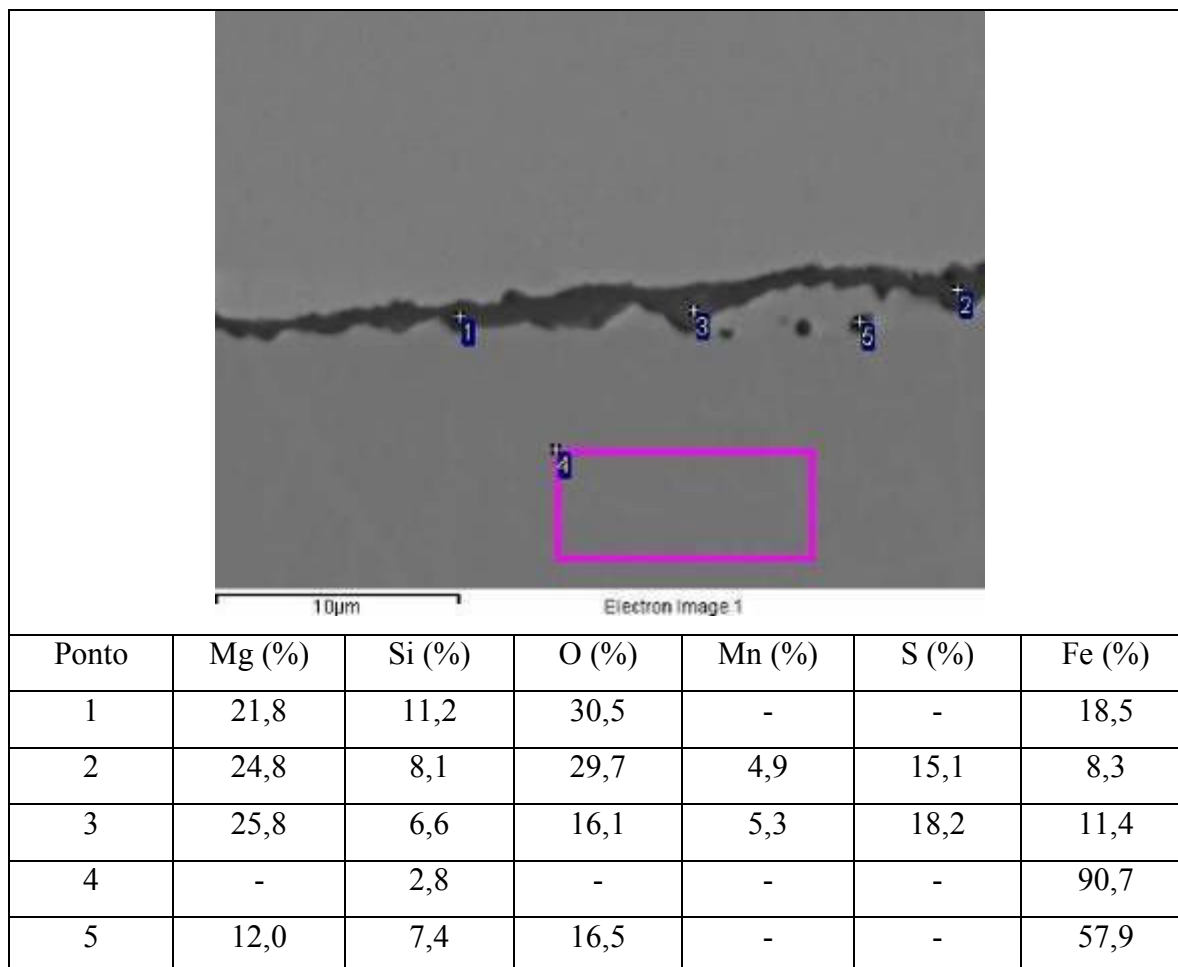 1
3
5
2
4
10µm Electron Image 1
Ponto Mg (%) Si (%) O (%) Mn (%) S (%) Fe (%)
1 21,8 11,2 30,5 - - 18,5
2 24,8 8,1 29,7 4,9 15,1 8,3
3 25,8 6,6 16,1 5,3 18,2 11,4
4 - 2,8 - - - 90,7
5 12,0 7,4 16,5 - - 57,9